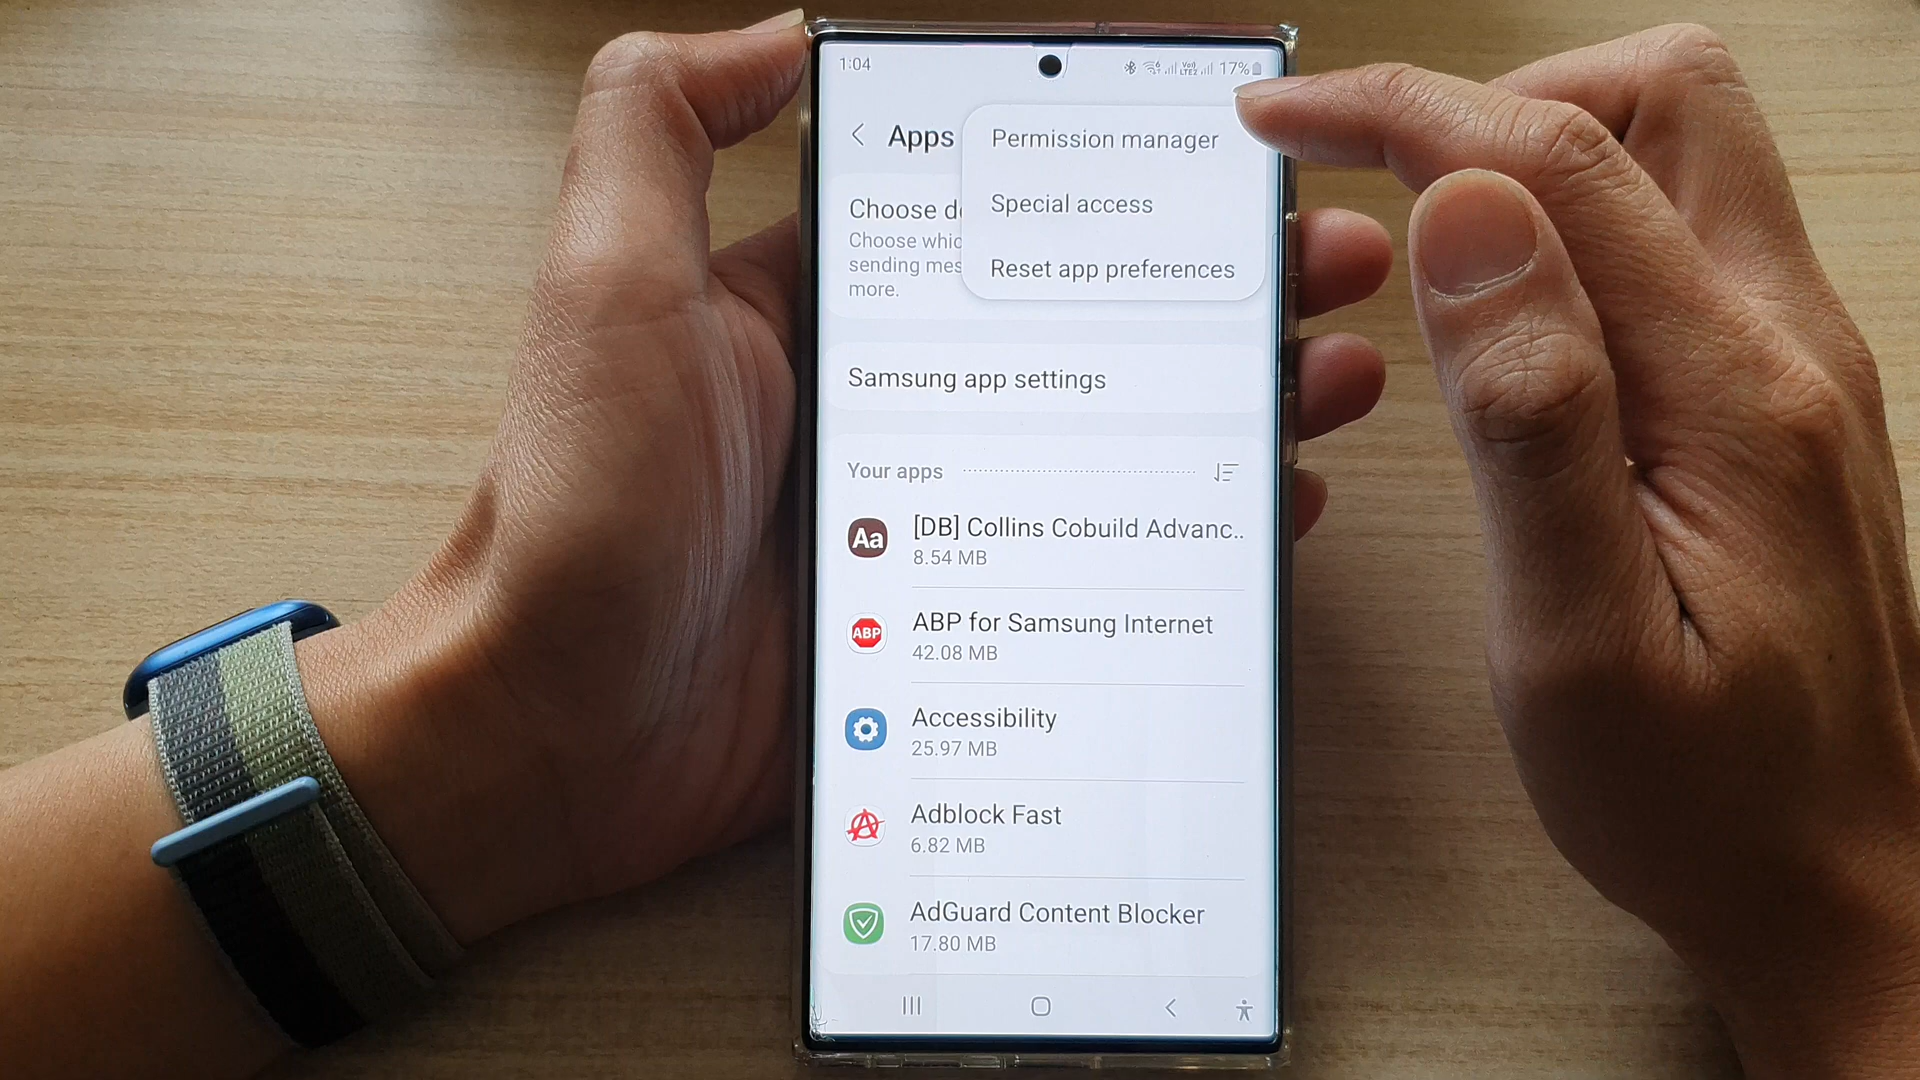 1:04
17%
Apps
Permission manager
Special access
Reset app preferences
Choose
Choose
sending
more.
Samsung app settings
Your apps
Aa
[DB] Collins Cobuild Advanc..
8.54 MB
ABP
ABP for Samsung Internet
42.08 MB
Accessibility
25.97 MB
Adblock Fast
6.82 MB
AdGuard Content Blocker
17.80 MB